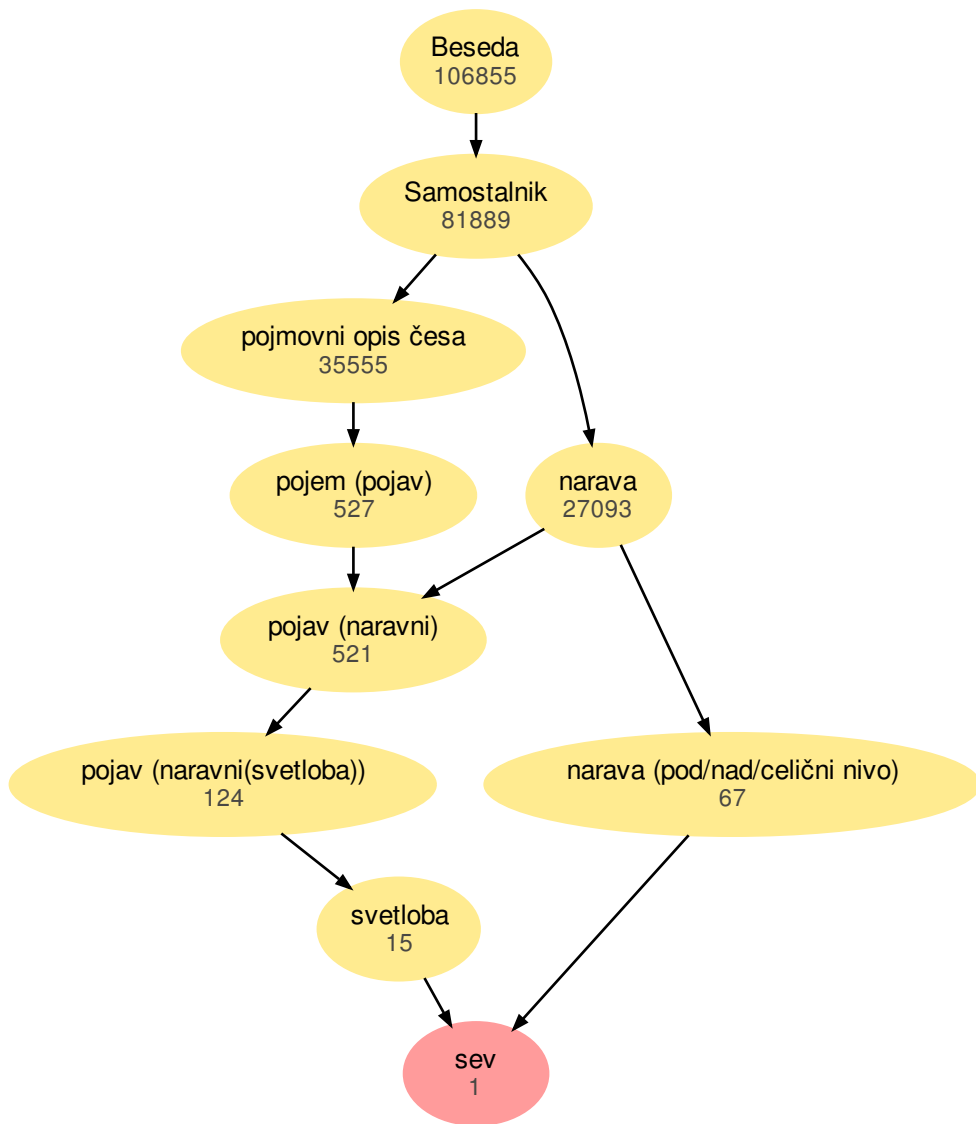 Beseda
106855
Samostalnik
81889
pojmovni opis česa
35555
pojem (pojav)
527
narava
27093
pojav (naravni)
521
pojav (naravni(svetloba))
124
narava (pod/nad/celični nivo)
67
svetloba
15
sev
1